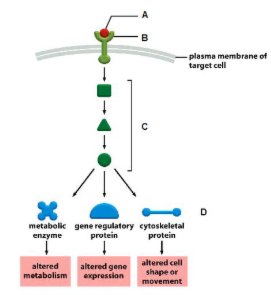 A
B
plasma membrane of
target cell
C
D
metabolic
enzyme
gene regulatory
protein
cytoskeletal
protein
altered
metabolism
altered gene
expression
altered cell
shape or
movement